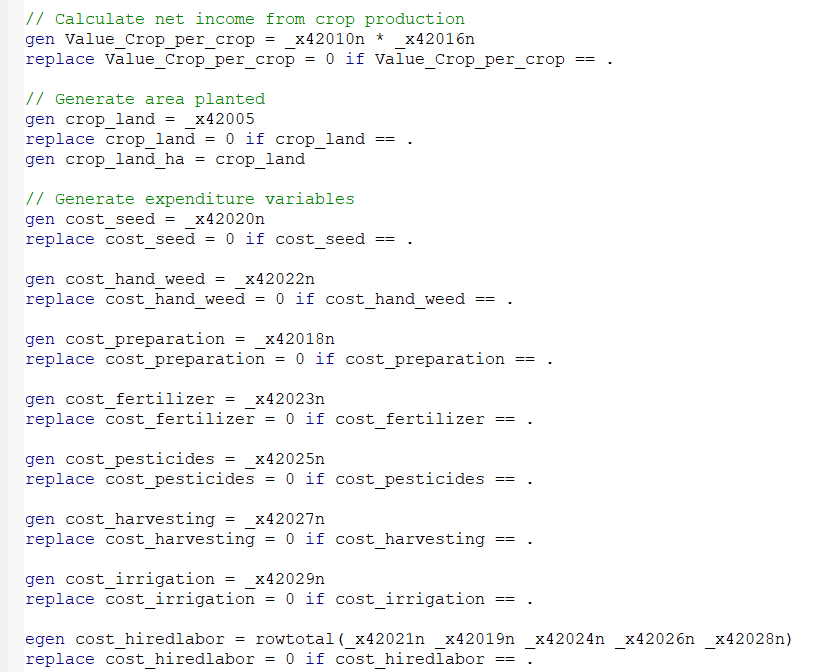 // Calculate net income from crop production
gen Value_Crop_per_crop = _x42010n * _x42016n
replace Value_Crop_per_crop = 0 if Value_Crop_per_crop == .
// Generate area planted
gen crop_land = _x42005
replace crop_land = 0 if crop_land == .
gen crop_land_ha = crop_land
// Generate expenditure variables
gen cost_seed = _x42020n
replace cost_seed = 0 if cost_seed == .
gen cost_hand_weed = _x42022n
replace cost_hand_weed = 0 if cost_hand_weed == .
gen cost_preparation = _x42018n
replace cost_preparation = 0 if cost_preparation == .
gen cost_fertilizer = _x42023n
replace cost_fertilizer = 0 if cost_fertilizer == .
gen cost_pesticides = _x42025n
replace cost_pesticides = 0 if cost_pesticides == .
gen cost_harvesting = _x42027n
replace cost_harvesting = 0 if cost_harvesting == .
gen cost_irrigation = _x42029n
replace cost_irrigation = 0 if cost_irrigation == .
egen cost_hiredlabor = rowtotal(_x42021n _x42019n _x42024n _x42026n _x42028n)
replace cost_hiredlabor = 0 if cost_hiredlabor == .